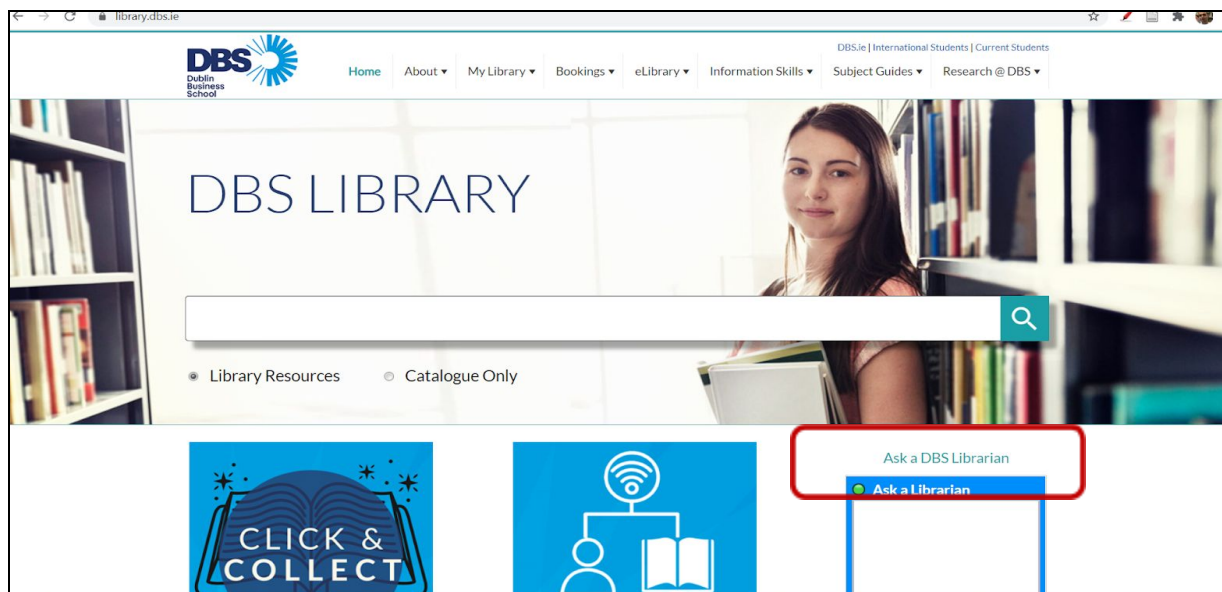 library.dbs.ie
DBS
Dublin
Business
School
DBS.ie | International Students | Current Students
Home About ▾ My Library ▾ Bookings ▾ eLibrary ▾ Information Skills ▾ Subject Guides ▾ Research @ DBS ▾
DBS LIBRARY
Library Resources Catalogue Only
Ask a DBS Librarian
Ask a Librarian
CLICK &
COLLECT